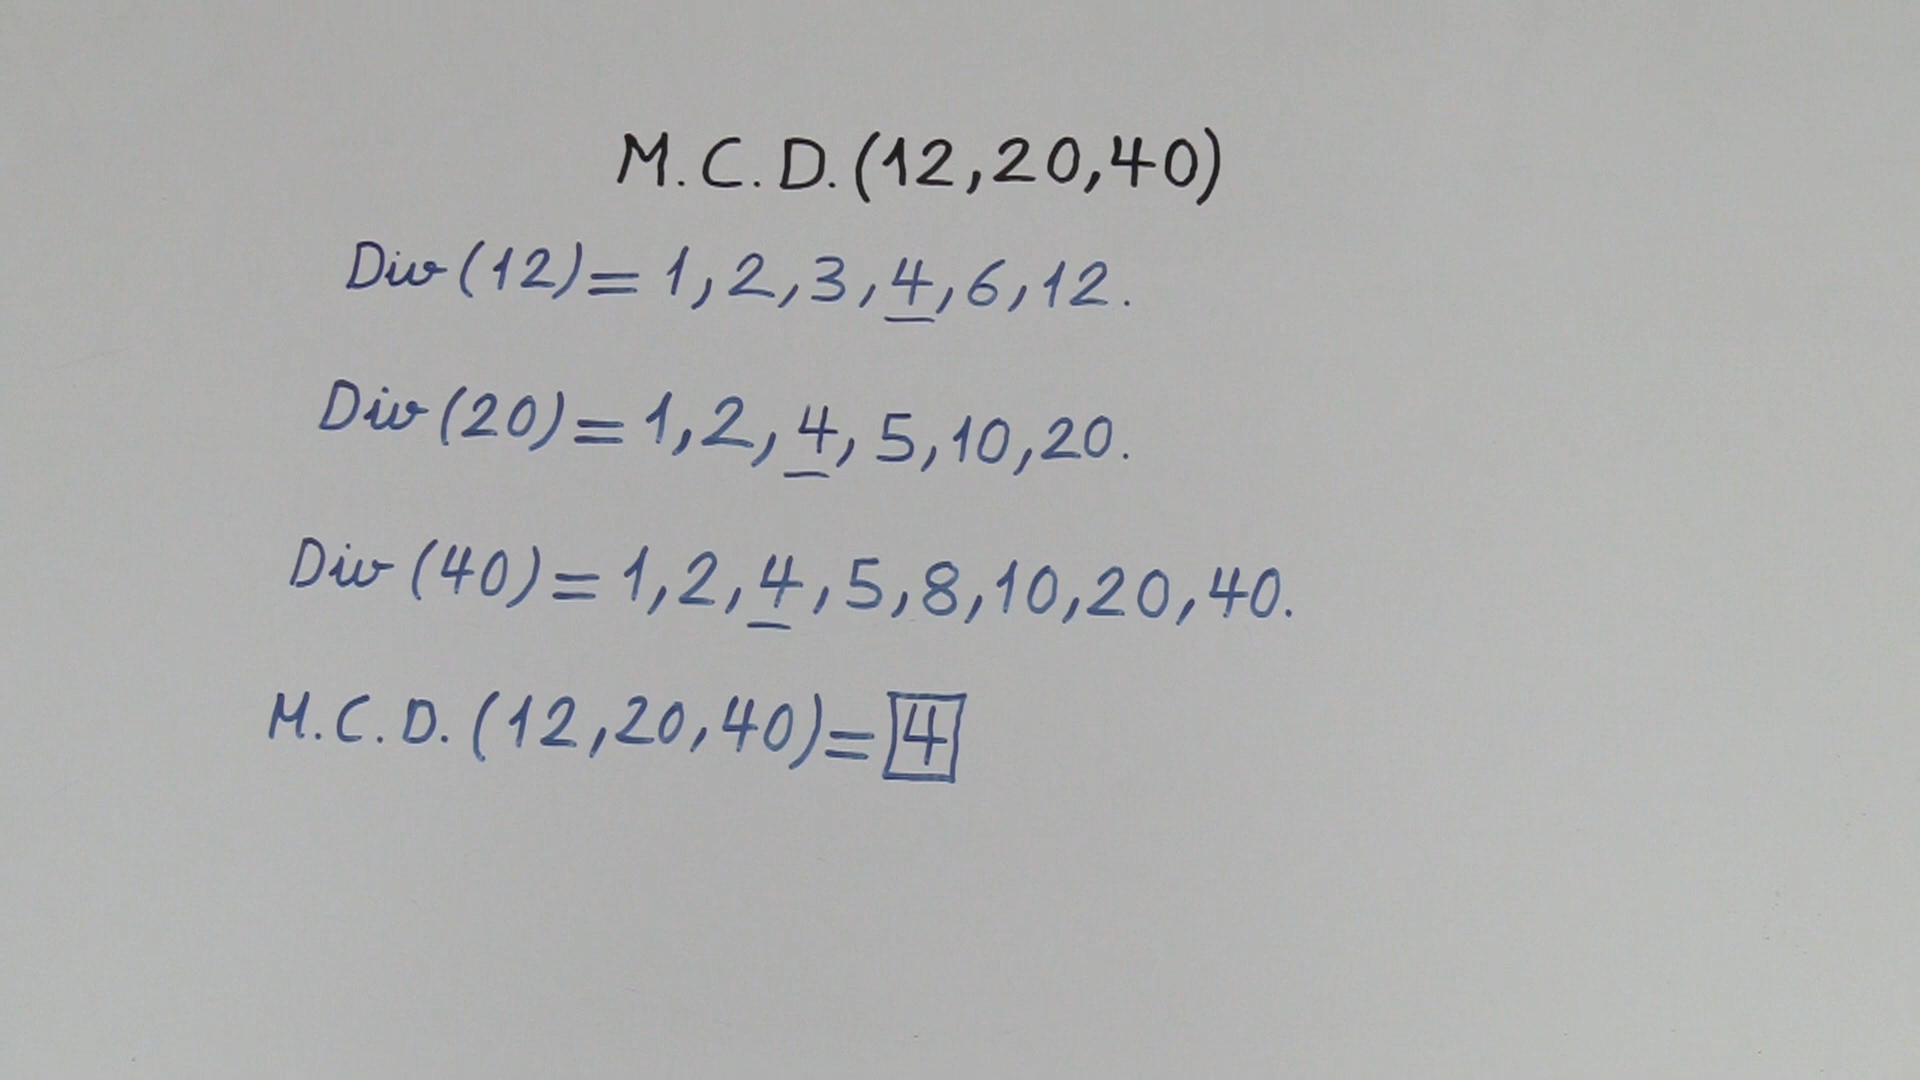 M.C.D.(12,20,40)
Div(12)=1,2,3,4,6,12.
Div(20)=1,2,4,5,10,20.
Div(40)=1,2,4,5,8,10,20,40.
M.C.D.(12,20,40)=4